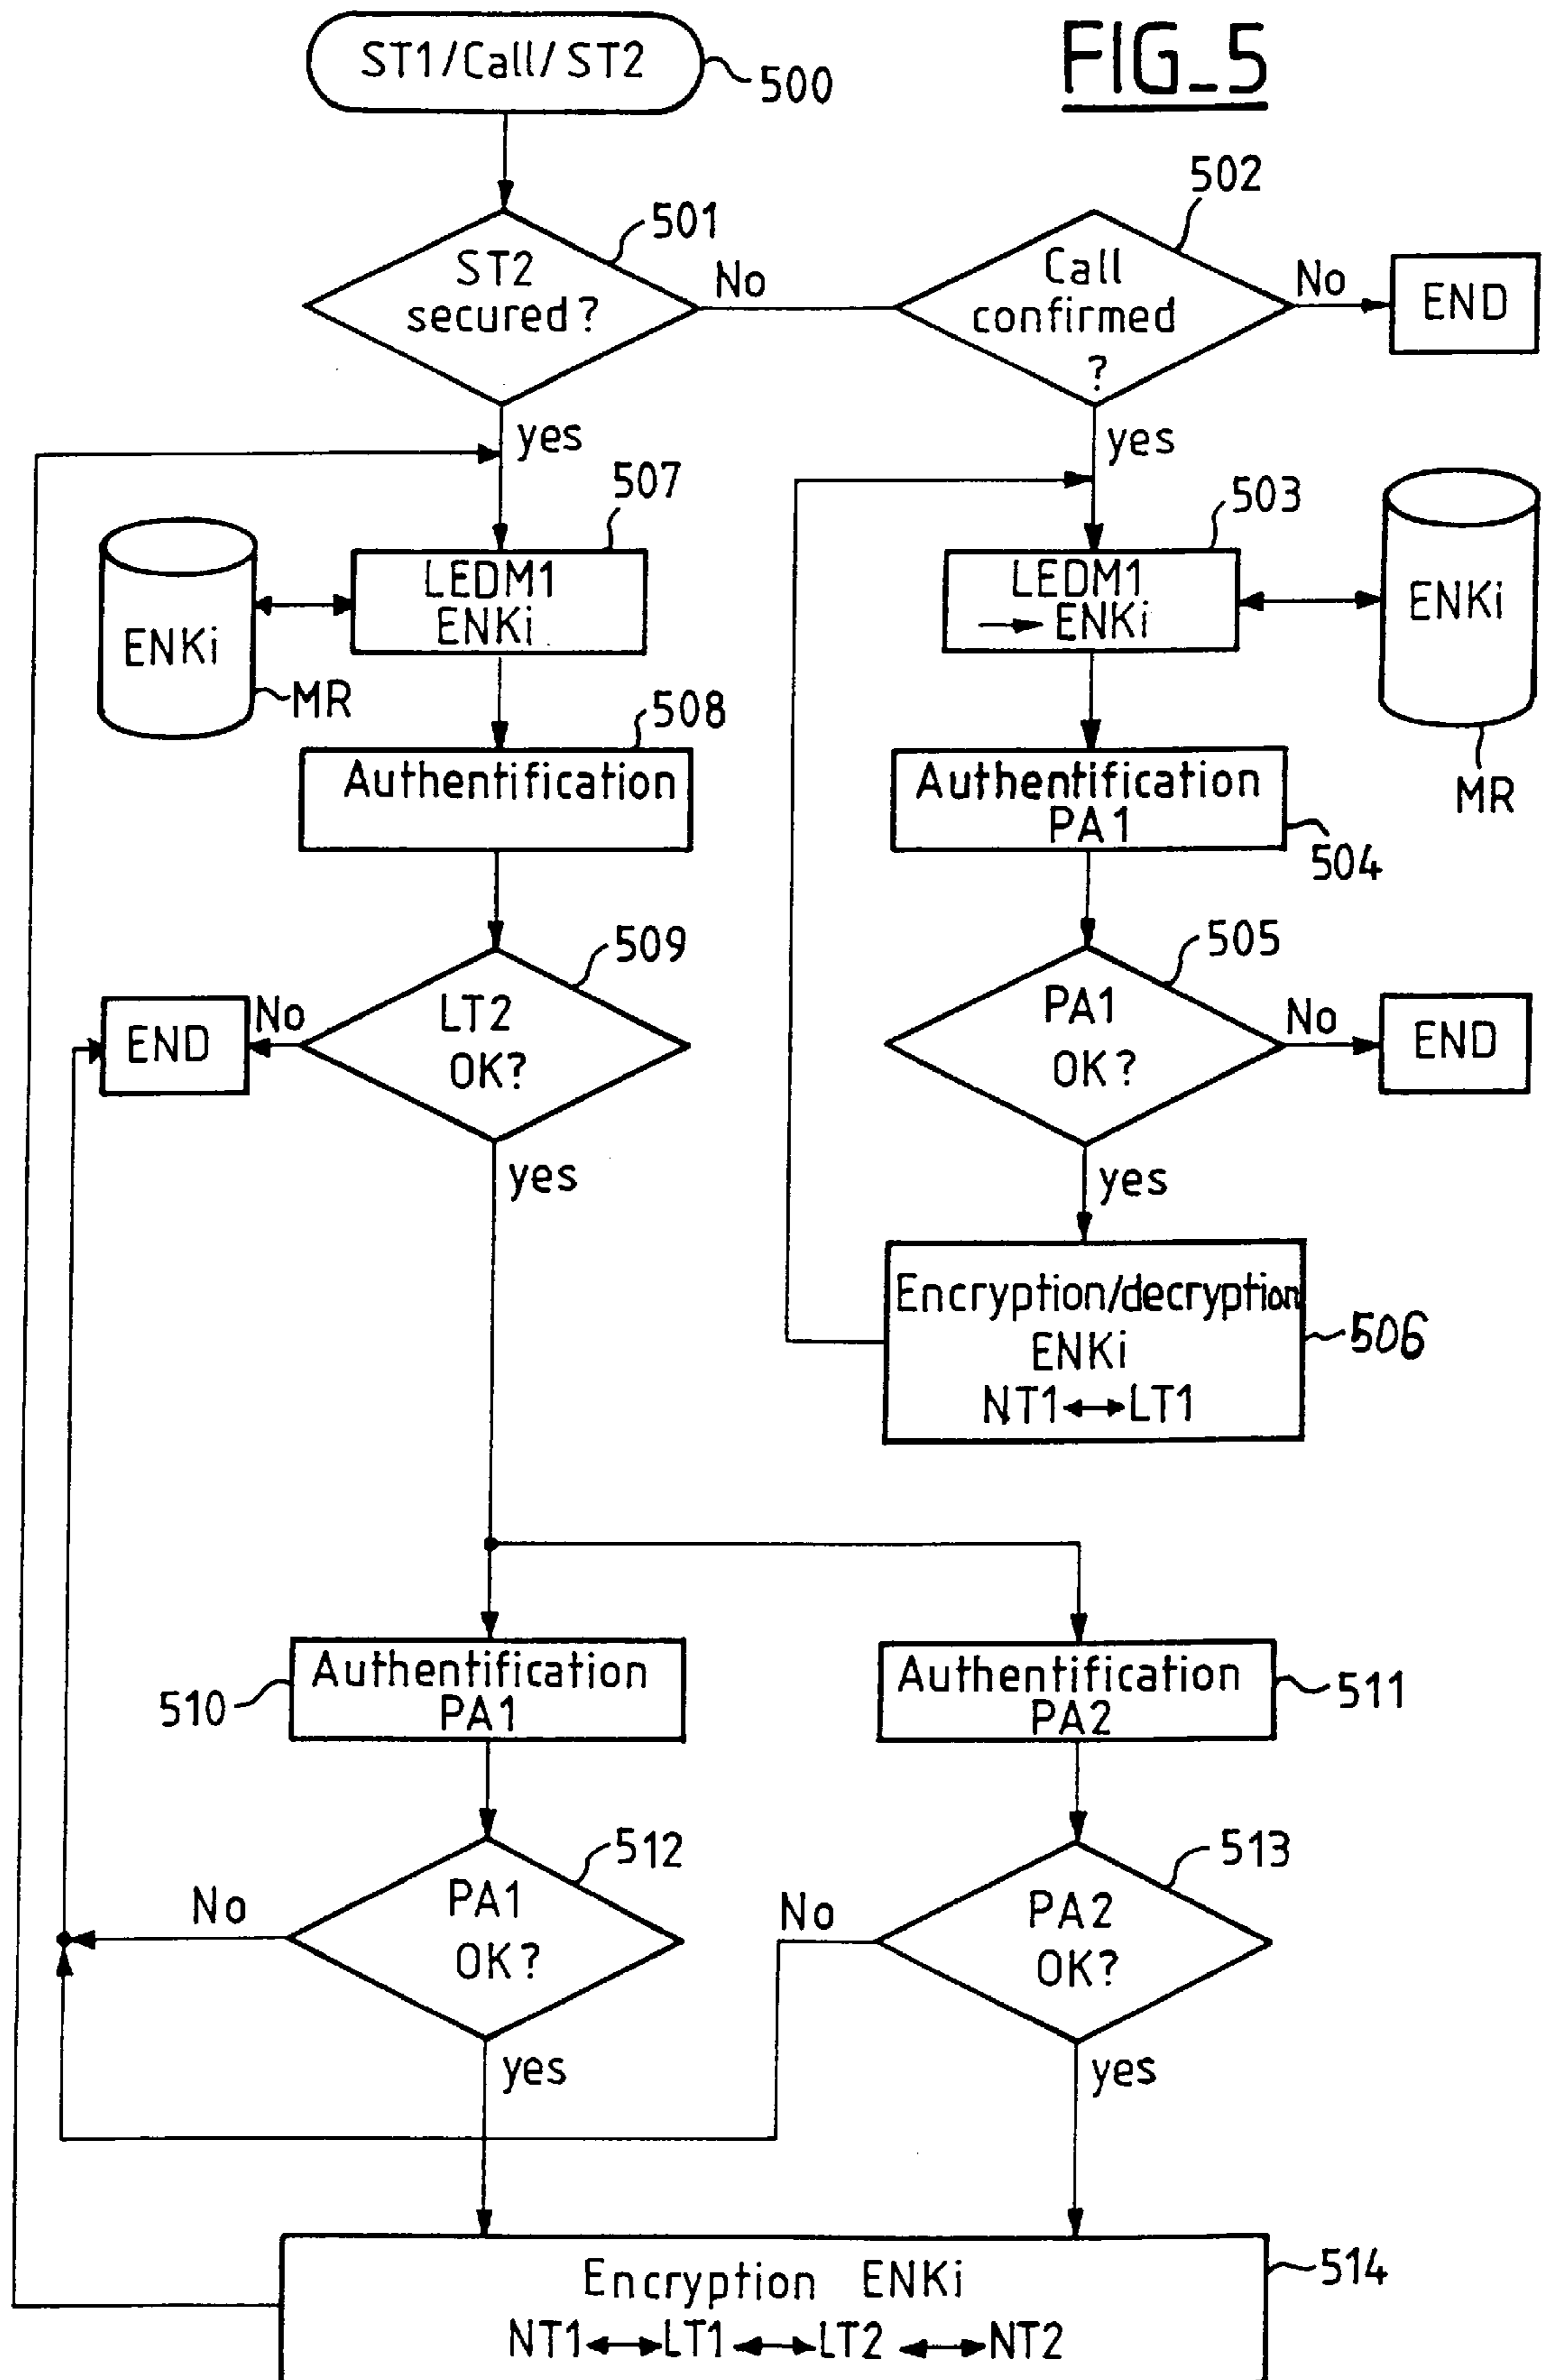 FIG_5
ST1/Call/ST2
500
501
ST2
secured?
No
502
Call
confirmed
?
No
END
yes
yes
507
LEDM1
ENKi
ENKi
MR
503
LEDM1
→ ENKi
ENKi
MR
508
Authentification
Authentification
PA1
504
509
LT2
OK?
No
END
yes
505
PA1
OK?
No
END
yes
Encryption/decryption
ENKi
NT1↔LT1
506
510
Authentification
PA1
Authentification
PA2
511
512
PA1
OK?
No
yes
513
PA2
OK?
No
yes
Encryption ENKi
NT1↔LT1↔LT2↔NT2
514